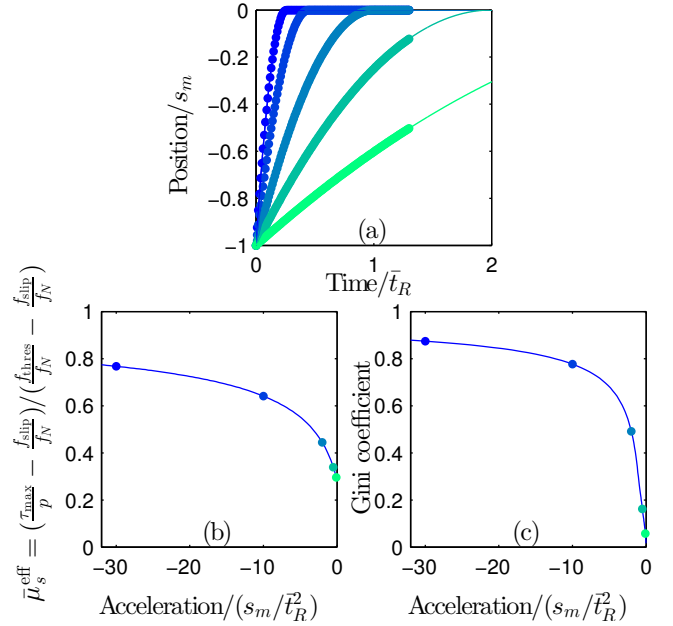 0
−0.2
−0.4
−0.6
−0.8
−1
Position/s_m
(a)
0 1 2
Time/t̄_R
1
0.8
0.6
0.4
0.2
0
μ̄_s^eff = (τ_max/p − f_slip/f_N)/(f_thres/f_N − f_slip/f_N)
(b)
−30 −20 −10 0
Acceleration/(s_m/t̄_R^2)
1
0.8
0.6
0.4
0.2
0
Gini coefficient
(c)
−30 −20 −10 0
Acceleration/(s_m/t̄_R^2)